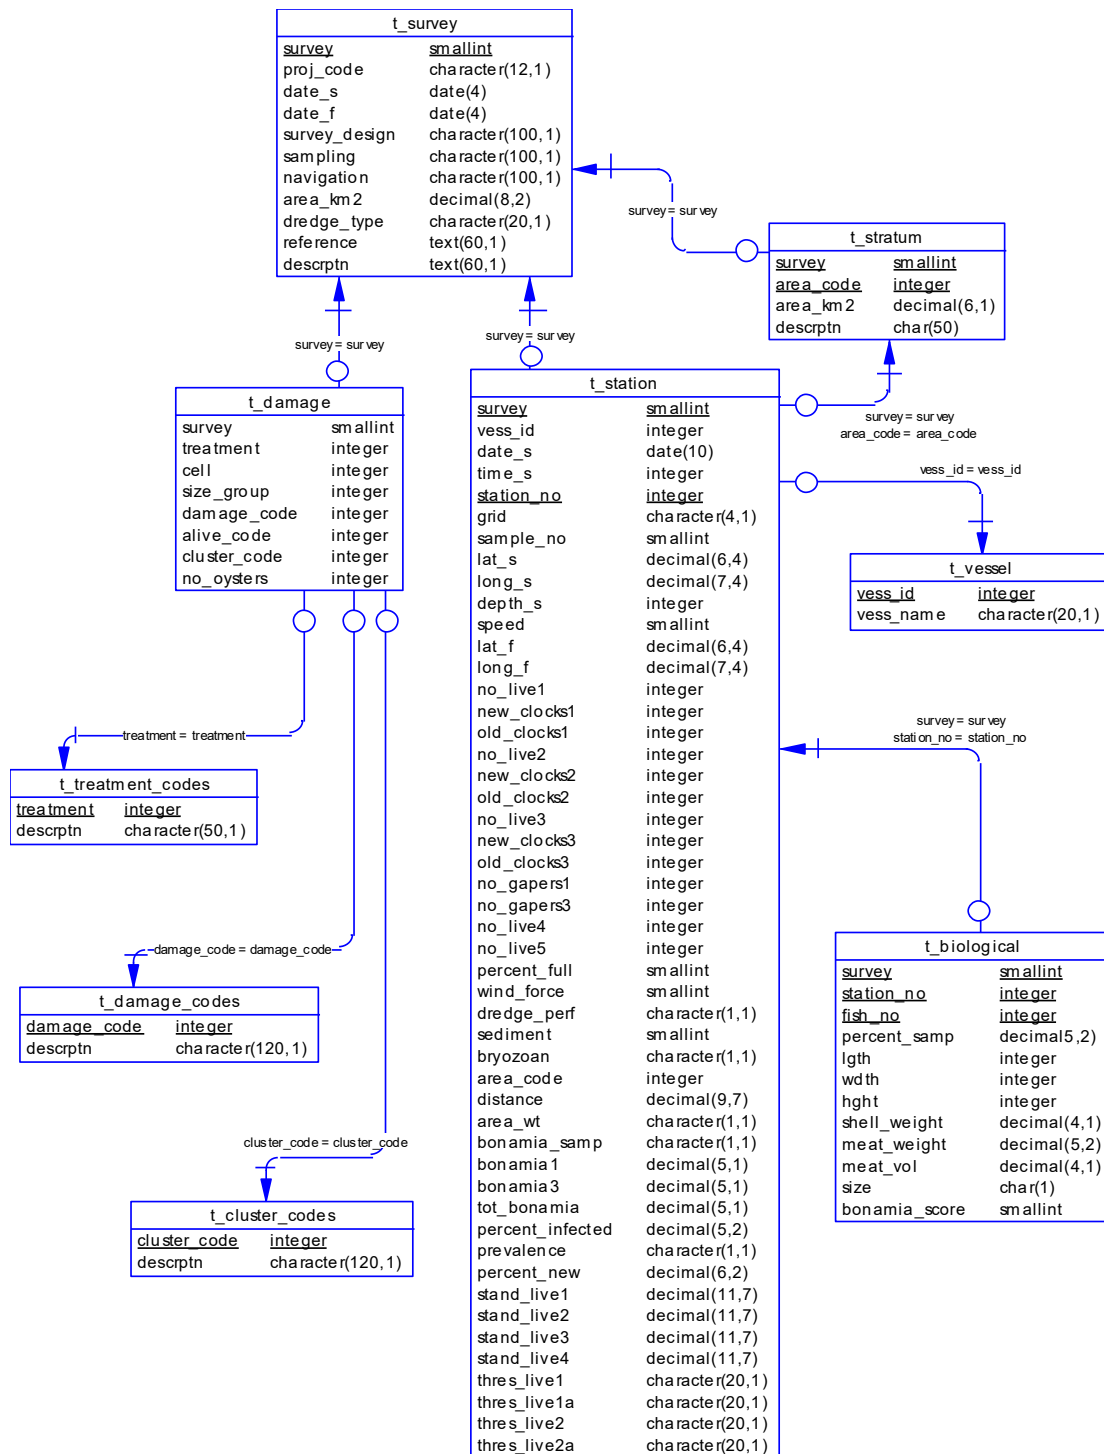 t_survey
survey smallint
proj_code character(12,1)
date_s date(4)
date_f date(4)
survey_design character(100,1)
sampling character(100,1)
navigation character(100,1)
area_km2 decimal(8,2)
dredge_type character(20,1)
reference text(60,1)
descrptn text(60,1)
survey = survey
t_stratum
survey smallint
area_code integer
area_km2 decimal(6,1)
descrptn char(50)
survey = survey
survey = survey
t_damage
survey smallint
treatment integer
cell integer
size_group integer
damage_code integer
alive_code integer
cluster_code integer
no_oysters integer
t_station
survey smallint
vess_id integer
date_s date(10)
time_s integer
station_no integer
grid character(4,1)
sample_no smallint
lat_s decimal(6,4)
long_s decimal(7,4)
depth_s integer
speed smallint
lat_f decimal(6,4)
long_f decimal(7,4)
no_live1 integer
new_clocks1 integer
old_clocks1 integer
no_live2 integer
new_clocks2 integer
old_clocks2 integer
no_live3 integer
new_clocks3 integer
old_clocks3 integer
no_gapers1 integer
no_gapers3 integer
no_live4 integer
no_live5 integer
percent_full smallint
wind_force smallint
dredge_perf character(1,1)
sediment smallint
bryozoan character(1,1)
area_code integer
distance decimal(9,7)
area_wt character(1,1)
bonamia_samp character(1,1)
bonamia1 decimal(5,1)
bonamia3 decimal(5,1)
tot_bonamia decimal(5,1)
percent_infected decimal(5,2)
prevalence character(1,1)
percent_new decimal(6,2)
stand_live1 decimal(11,7)
stand_live2 decimal(11,7)
stand_live3 decimal(11,7)
stand_live4 decimal(11,7)
thres_live1 character(20,1)
thres_live1a character(20,1)
thres_live2 character(20,1)
thres_live2a character(20,1)
survey = survey
area_code = area_code
vess_id = vess_id
t_vessel
vess_id integer
vess_name character(20,1)
survey = survey
station_no = station_no
t_biological
survey smallint
station_no integer
fish_no integer
percent_samp decimal5,2)
lgth integer
wdth integer
hght integer
shell_weight decimal(4,1)
meat_weight decimal(5,2)
meat_vol decimal(4,1)
size char(1)
bonamia_score smallint
treatment = treatment
t_treatment_codes
treatment integer
descrptn character(50,1)
damage_code = damage_code
t_damage_codes
damage_code integer
descrptn character(120,1)
cluster_code = cluster_code
t_cluster_codes
cluster_code integer
descrptn character(120,1)